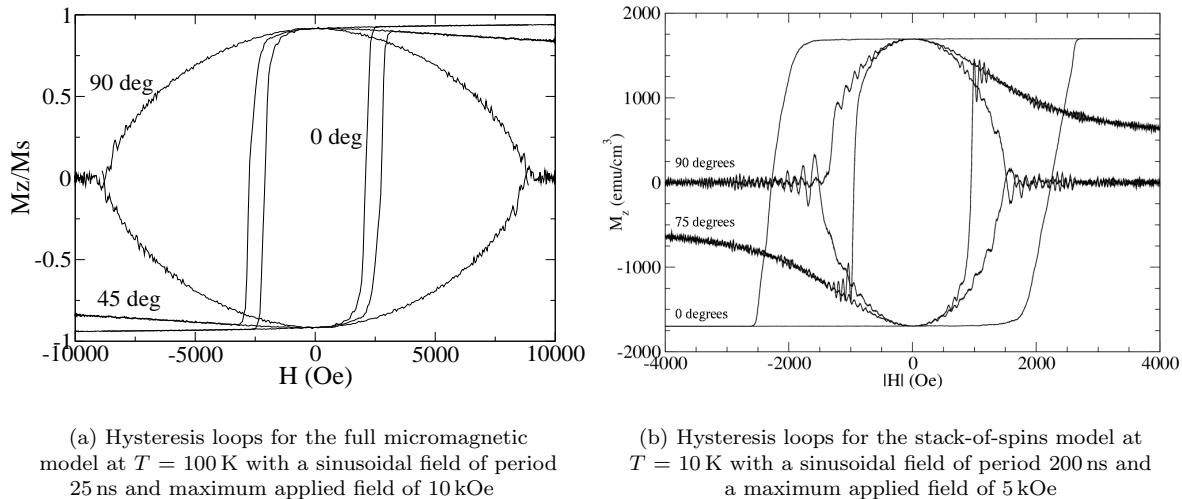 1
0.5
0
-0.5
-1
Mz/Ms
90 deg
0 deg
45 deg
-10000
-5000
0
5000
10000
H (Oe)
(a) Hysteresis loops for the full micromagnetic
model at T = 100 K with a sinusoidal field of period
25 ns and maximum applied field of 10 kOe
2000
1000
0
-1000
-2000
M_z (emu/cm^3)
90 degrees
75 degrees
0 degrees
-4000
-2000
0
2000
4000
|H| (Oe)
(b) Hysteresis loops for the stack-of-spins model at
T = 10 K with a sinusoidal field of period 200 ns and
a maximum applied field of 5 kOe